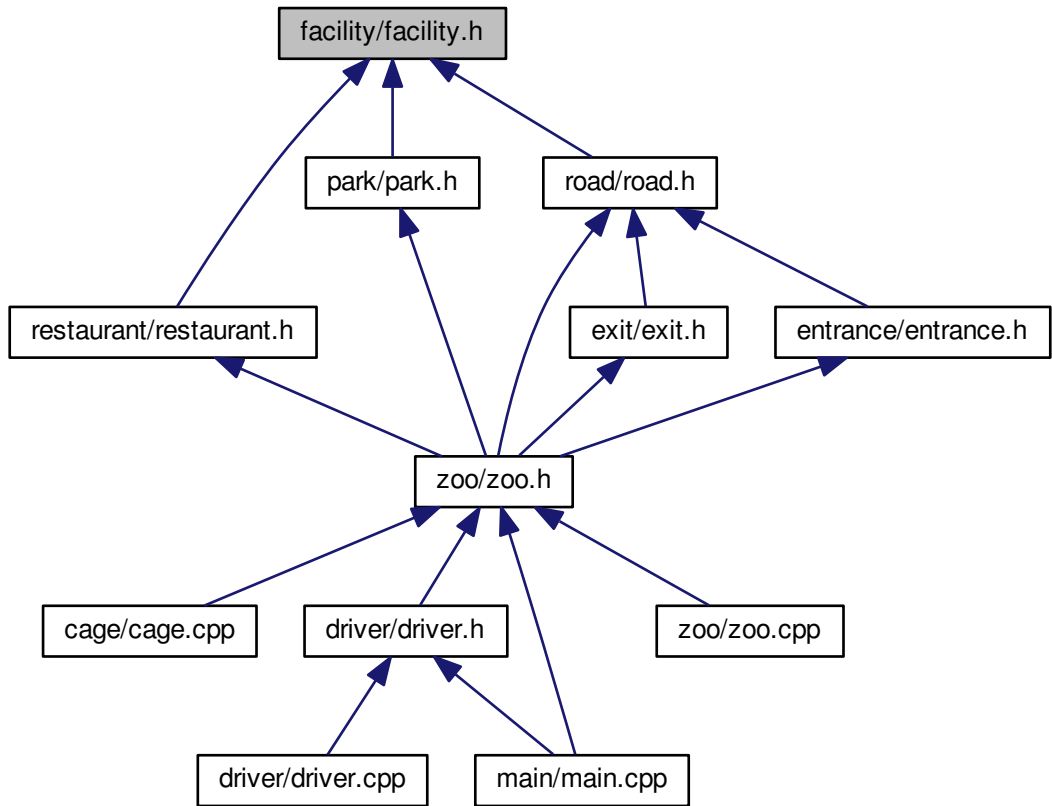 facility/facility.h
park/park.h
road/road.h
restaurant/restaurant.h
exit/exit.h
entrance/entrance.h
zoo/zoo.h
cage/cage.cpp
driver/driver.h
zoo/zoo.cpp
driver/driver.cpp
main/main.cpp